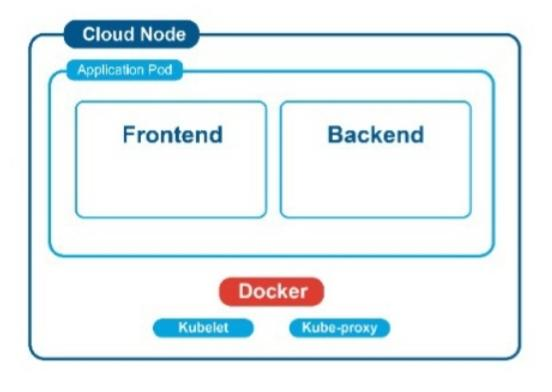 Cloud Node
Application Pod
Frontend
Backend
Docker
Kubelet
Kube-proxy